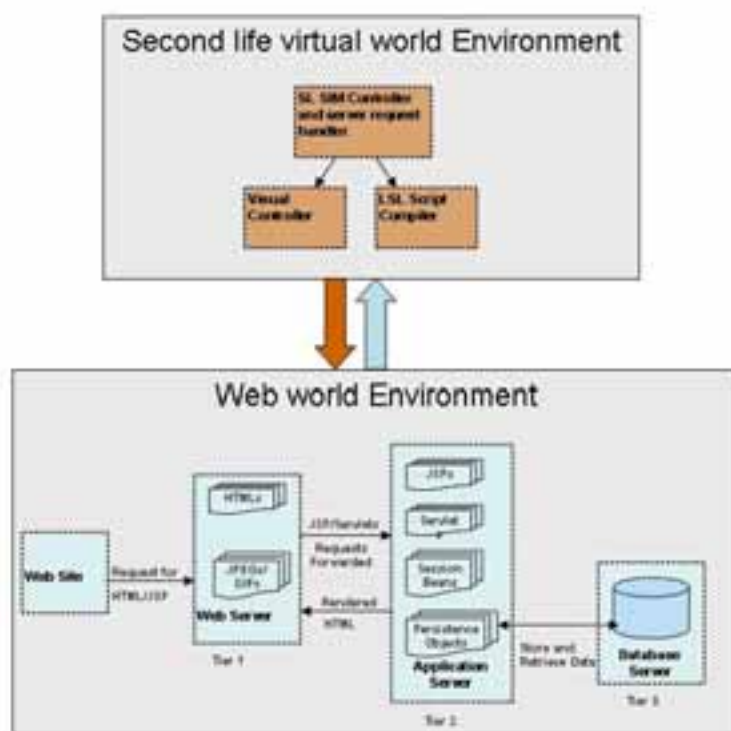 Second life virtual world Environment
SL SIM Controller
and server request
handler
Visual
Controller
LSL Script
Compiler
Web world Environment
Web Site
Request for
HTML/JSP
HTMLs
JPEGs/
GIFs
Web Server
Tier 1
JSP/Servlets
Requests
Forwarded
Rendered
HTML
JSPs
Servlet
Session
Beans
Persistence
Objects
Application
Server
Tier 2
Store and
Retrieve Data
Database
Server
Tier 3